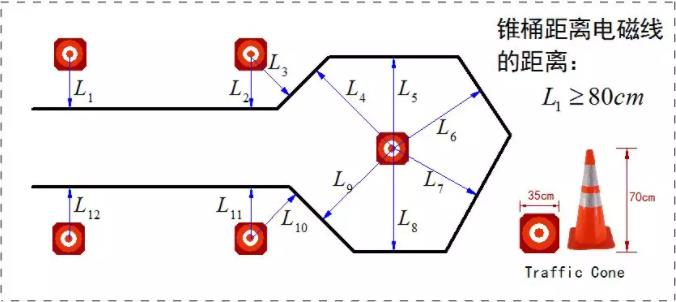 锥桶距离电磁线
的距离：
L₁ ≥ 80cm
L₁
L₂
L₃
L₄
L₅
L₆
L₇
L₈
L₉
L₁₀
L₁₁
L₁₂
35cm
70cm
Traffic Cone